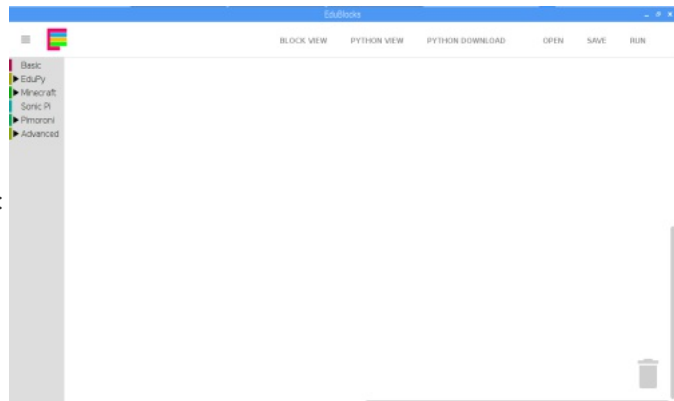 EduBlocks
BLOCK VIEW PYTHON VIEW PYTHON DOWNLOAD OPEN SAVE RUN
Basic
EduPy
Minecraft
Sonic Pi
Pimoroni
Advanced